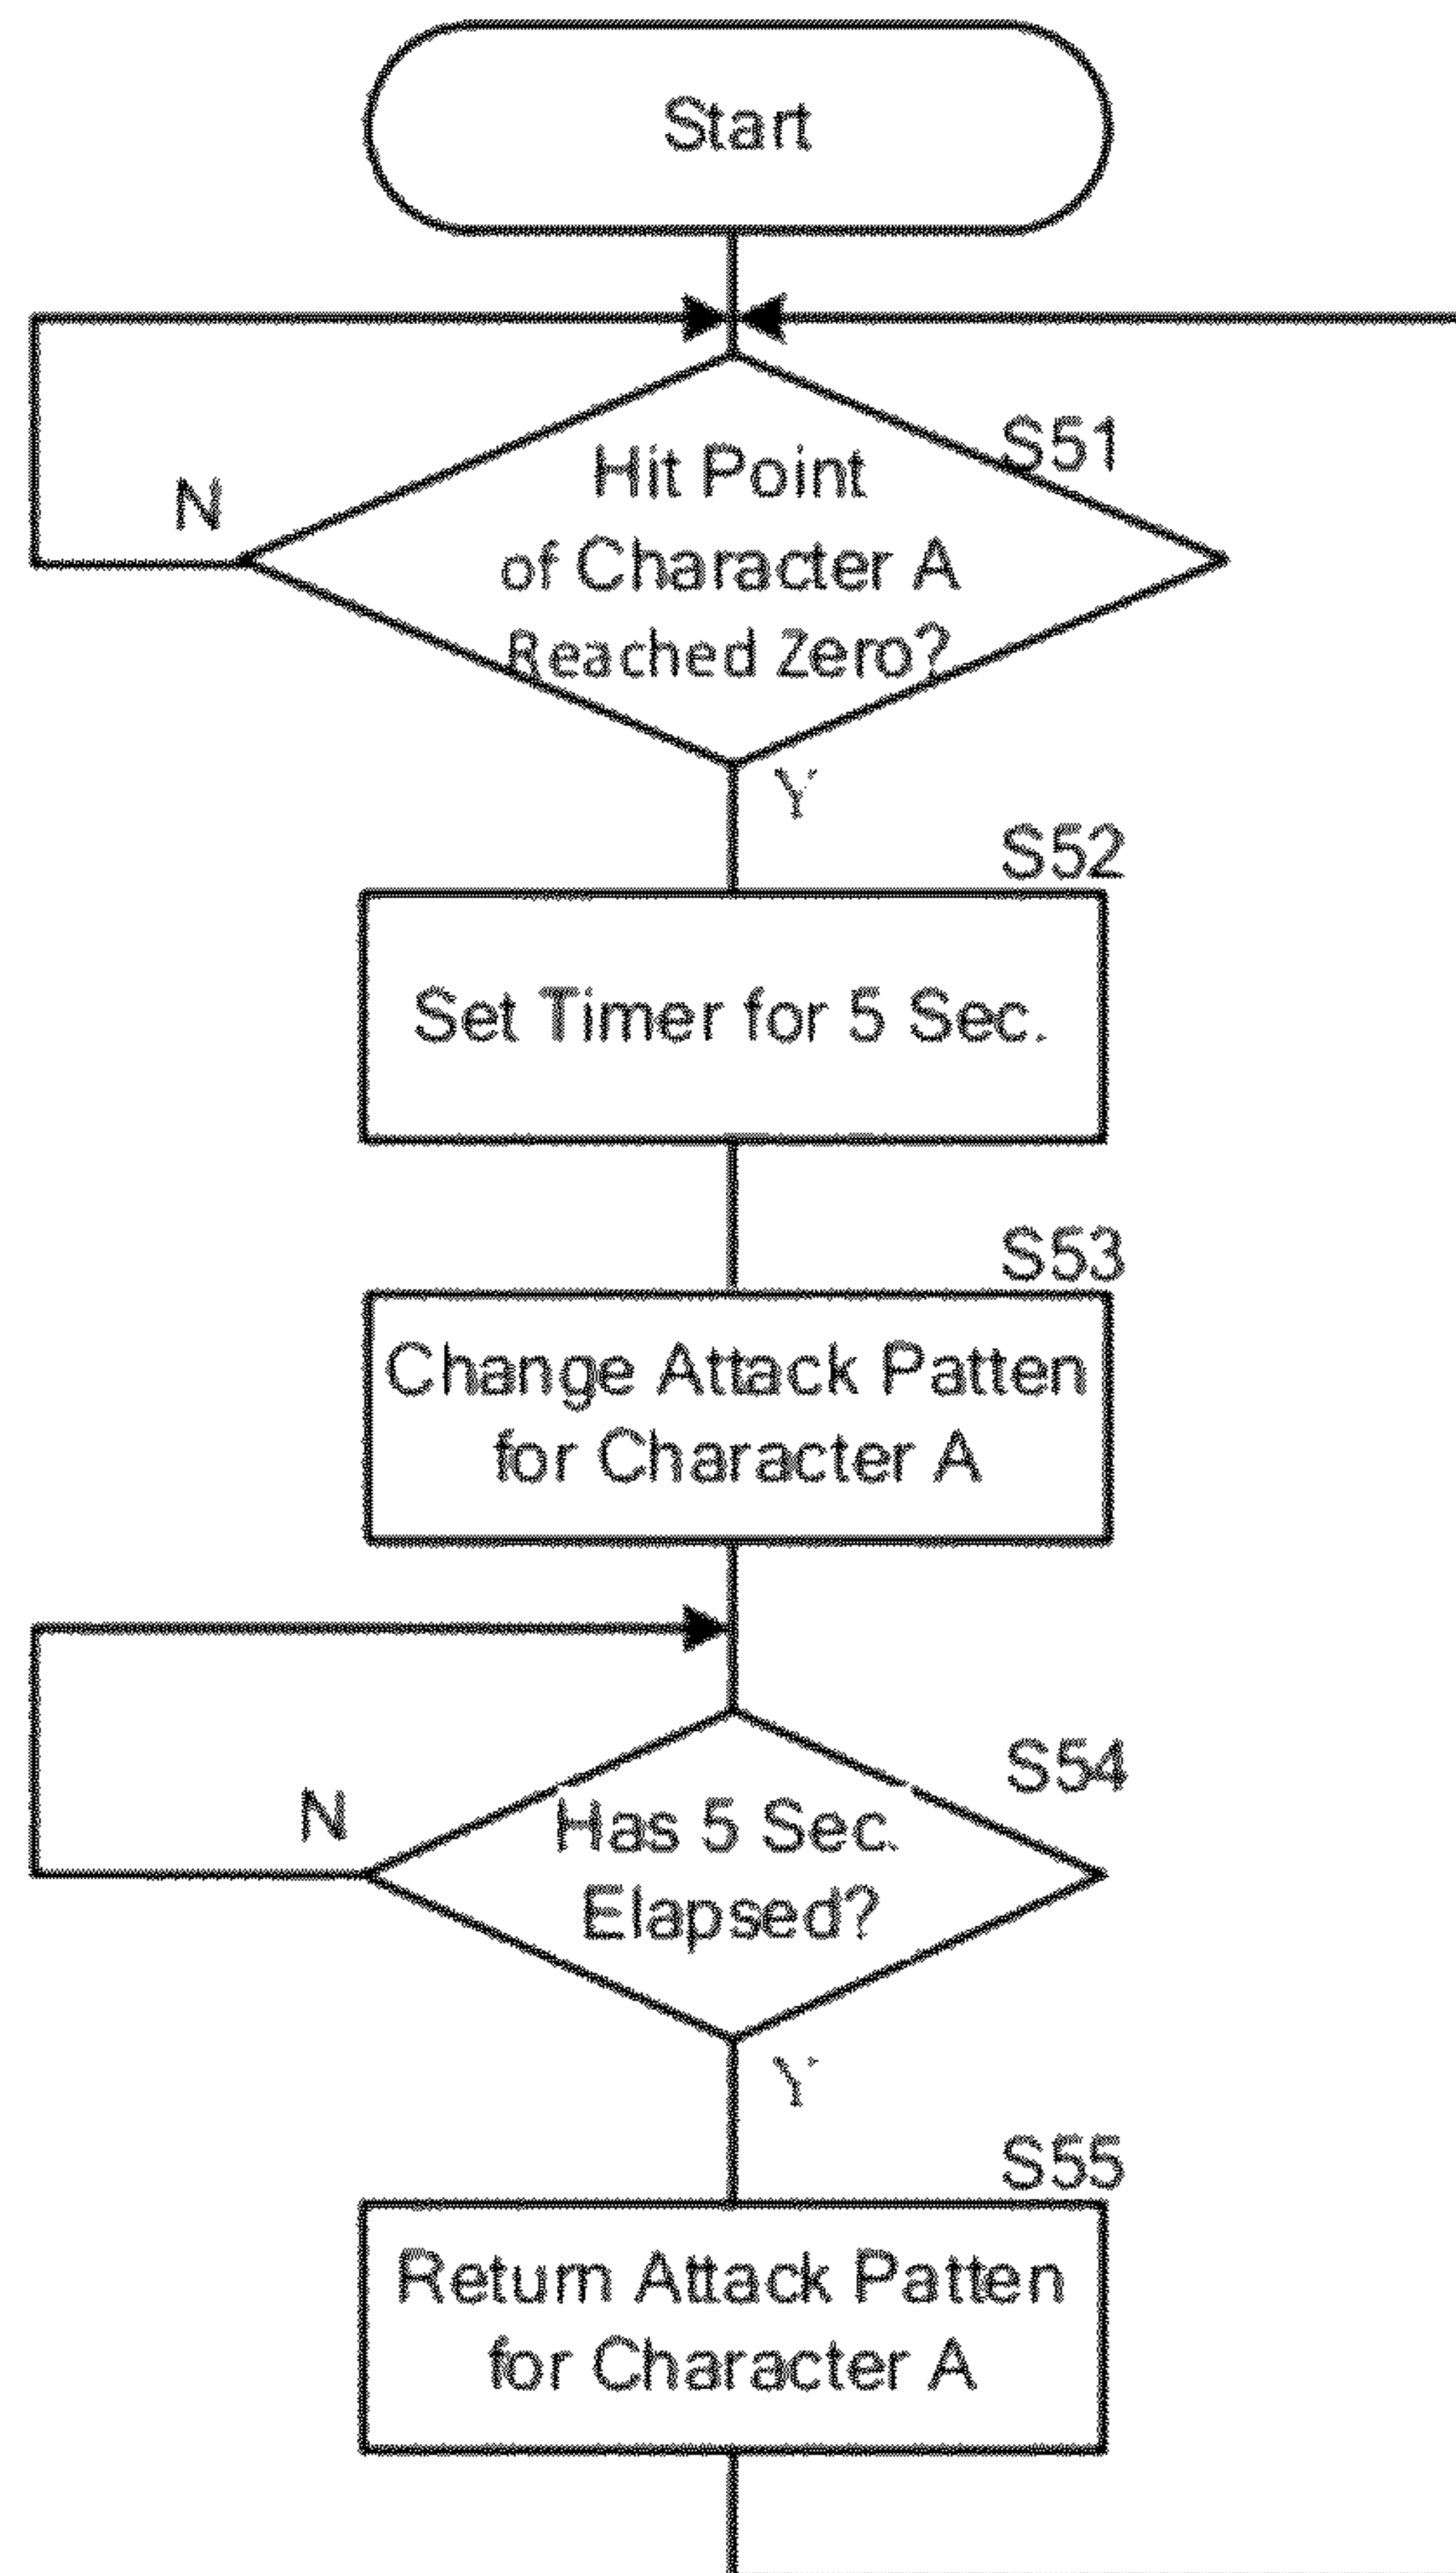 Start
S51
Hit Point
of Character A
Reached Zero?
N
Y
S52
Set Timer for 5 Sec.
S53
Change Attack Patten
for Character A
S54
Has 5 Sec.
Elapsed?
N
Y
S55
Return Attack Patten
for Character A